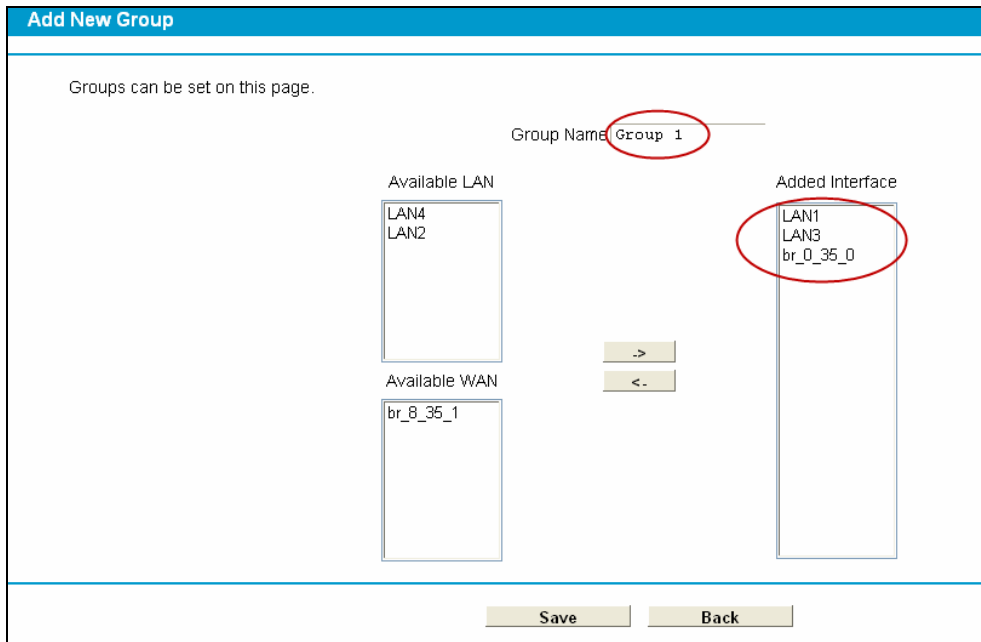 Add New Group
Groups can be set on this page.
Group Name Group 1
Available LAN
LAN4
LAN2
Added Interface
LAN1
LAN3
br_0_35_0
->
<-
Available WAN
br_8_35_1
Save
Back